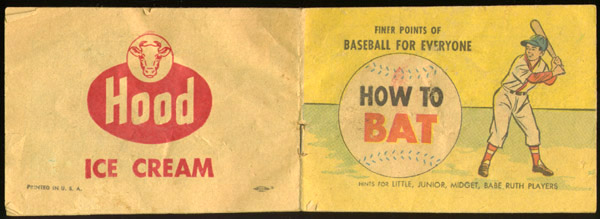 Hood
ICE CREAM
PRINTED IN U. S. A.
FINER POINTS OF
BASEBALL FOR EVERYONE
HOW TO
BAT
HINTS FOR LITTLE, JUNIOR, MIDGET, BABE RUTH PLAYERS